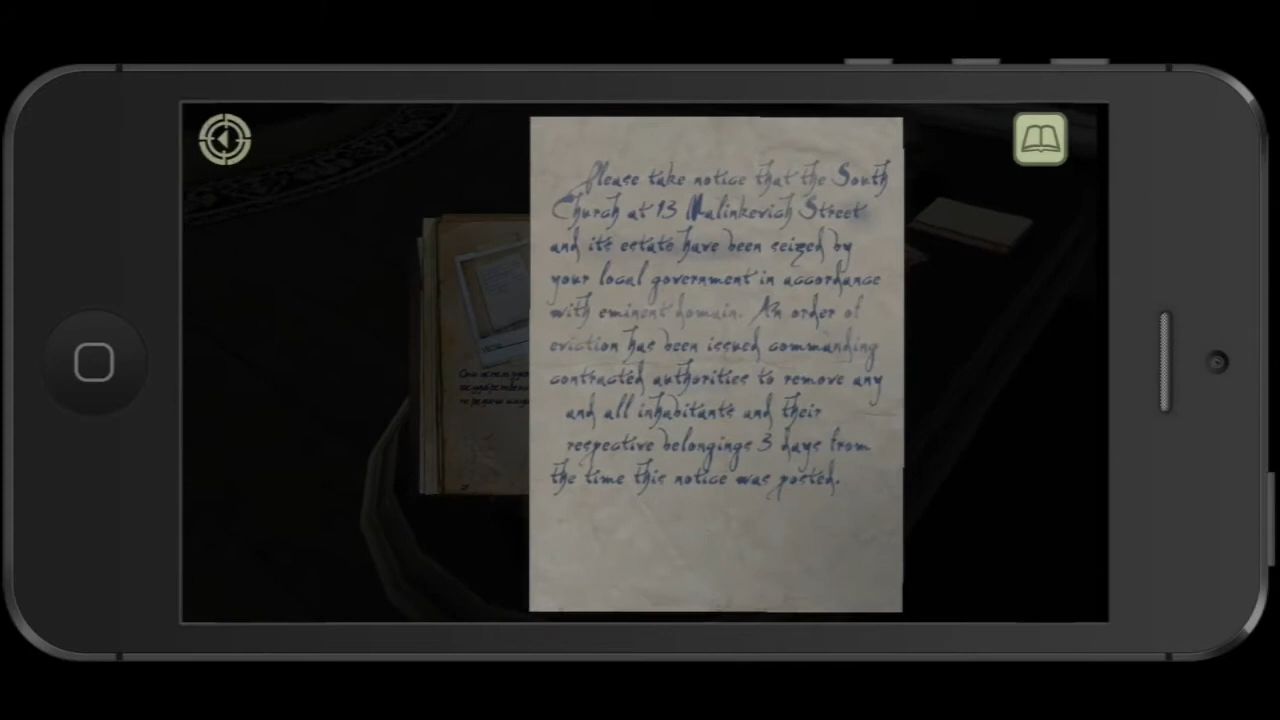 Please take notice that the South
Church at 13 Malinkevich Street
and its estate have been seized by
your local government in accordance
with eminent domain. An order of
eviction has been issued commanding
contracted authorities to remove any
and all inhabitants and their
respective belongings 3 days from
the time this notice was posted.